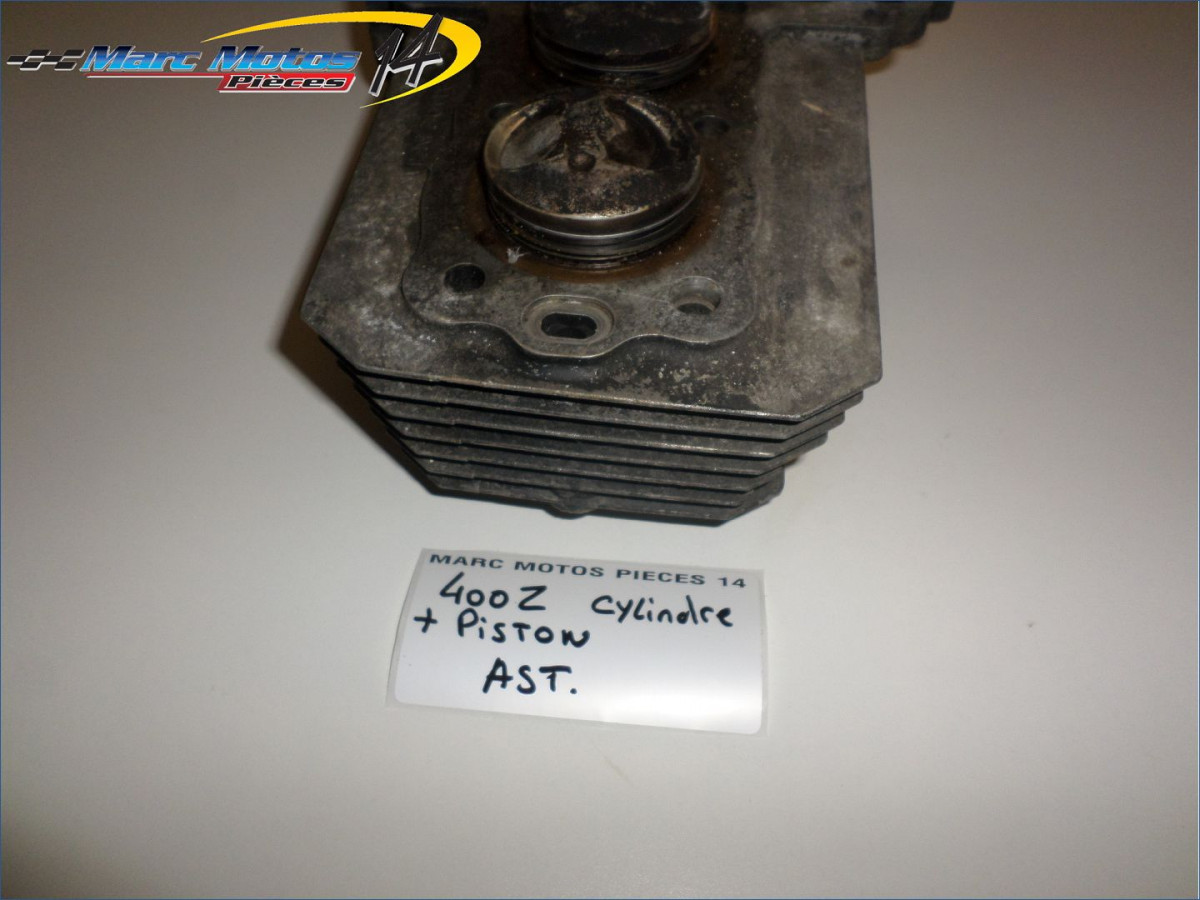 Marc Motos 14
Pièces
MARC MOTOS PIECES 14
400Z cylindre
+ PISTON
AST.